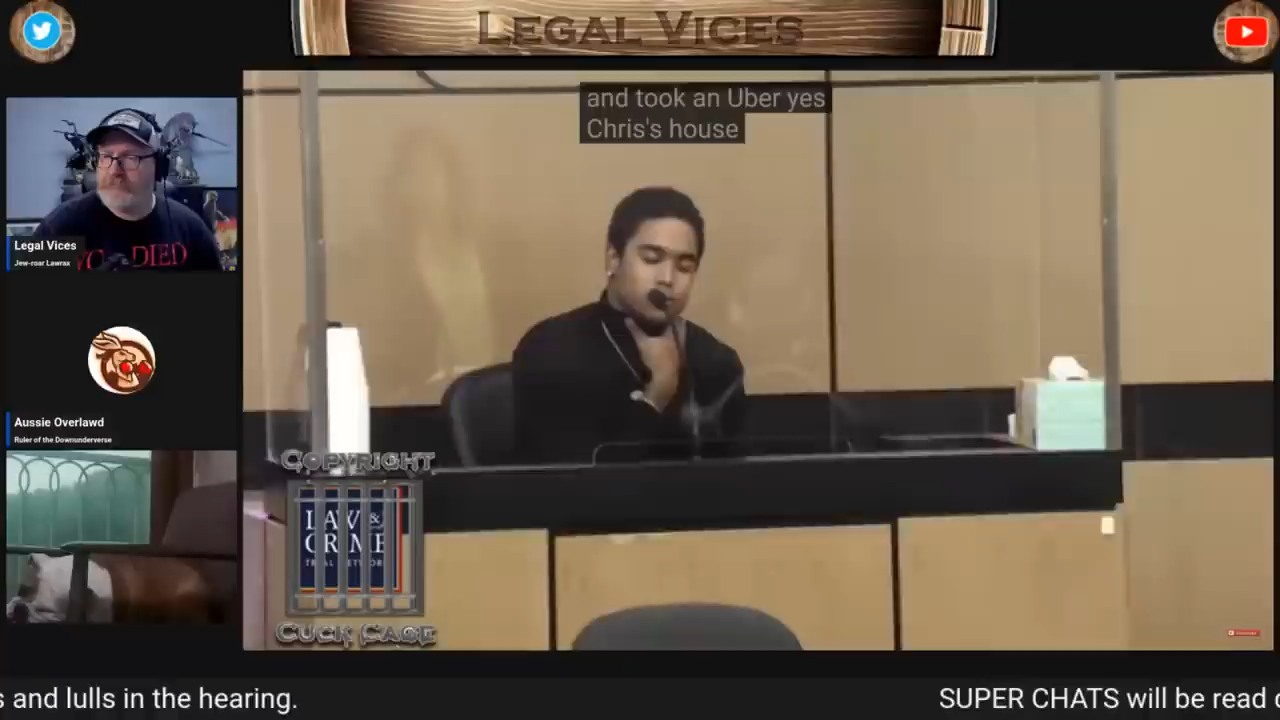 LEGAL VICES
and took an Uber yes
Chris's house
Legal Vices
Jew-roar Lawrax
DIED
Aussie Overlawd
Ruler of the Downunderverse
COPYRIGHT
LAW &
CRIME
CUCK CAGE
s and lulls in the hearing.
SUPER CHATS will be read